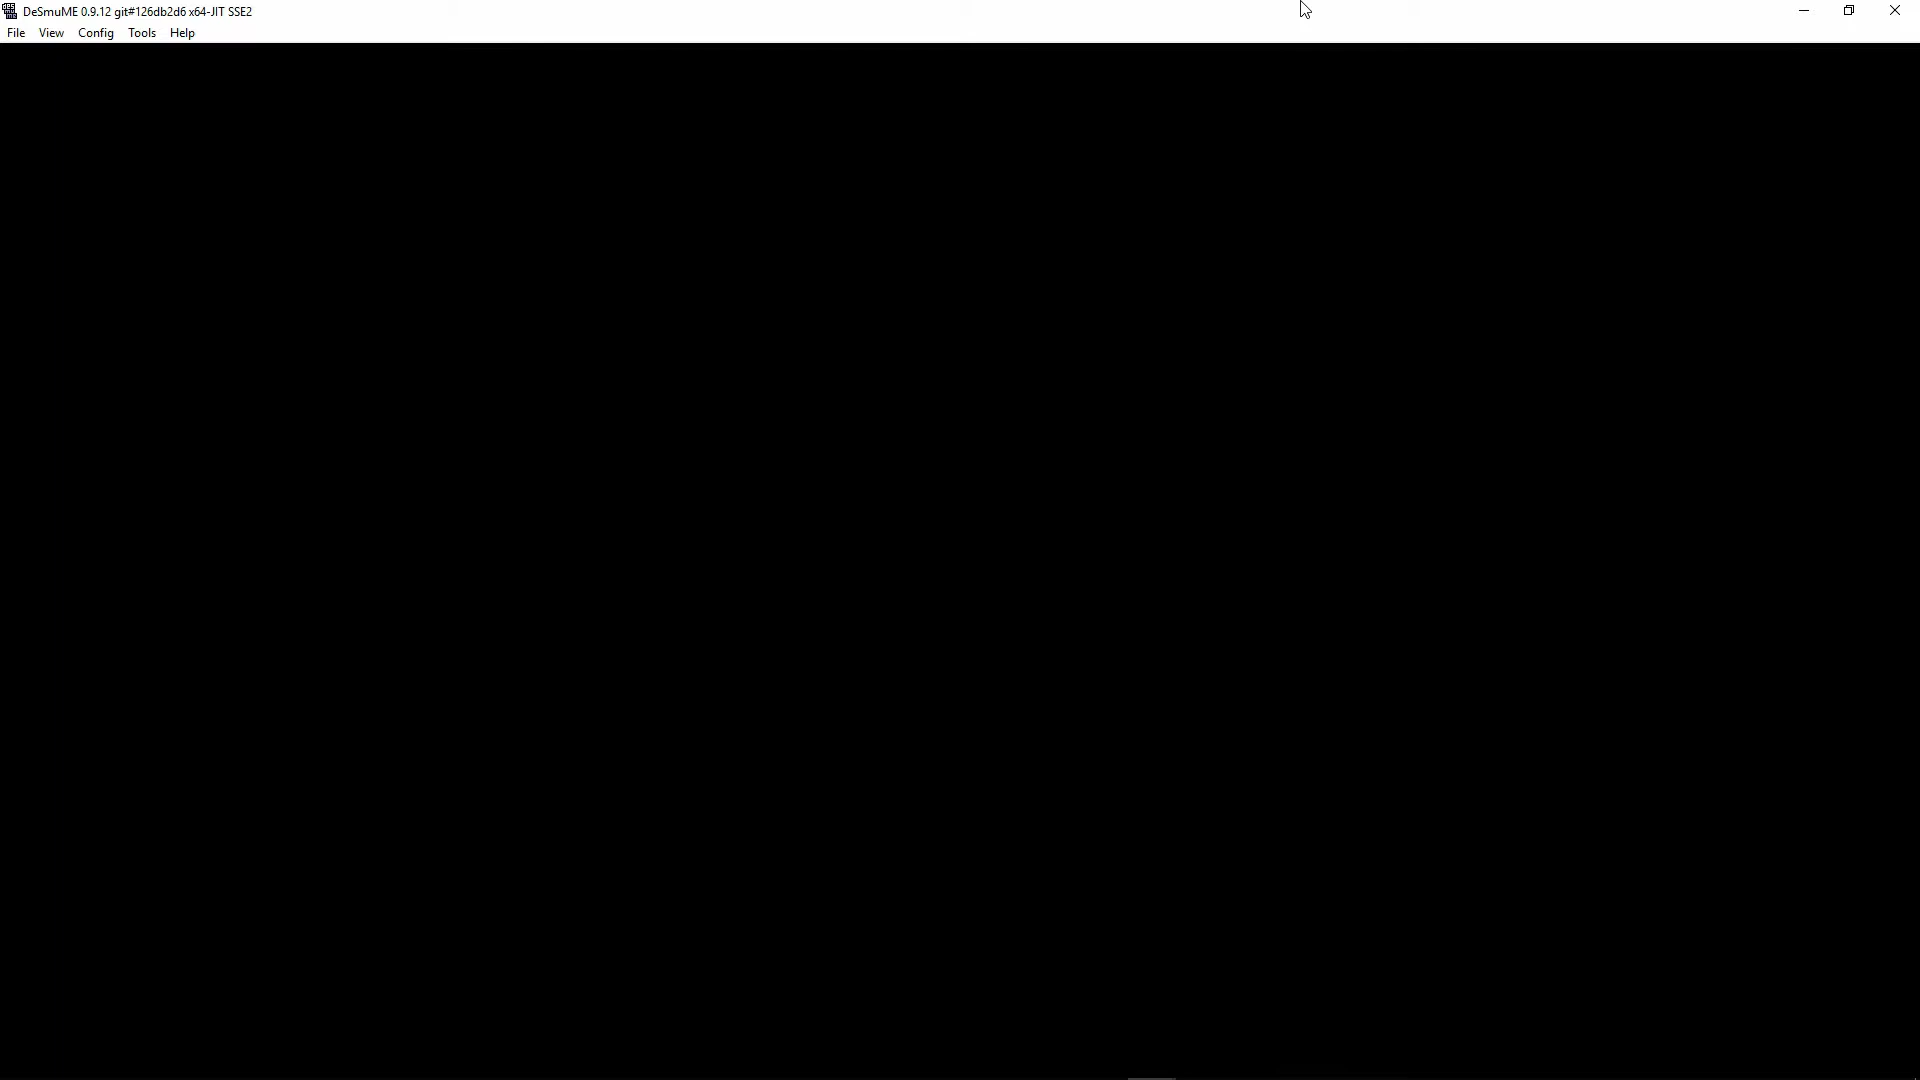 DeSmuME 0.9.12 git#126db2d6 x64-JIT SSE2
File View Config Tools Help